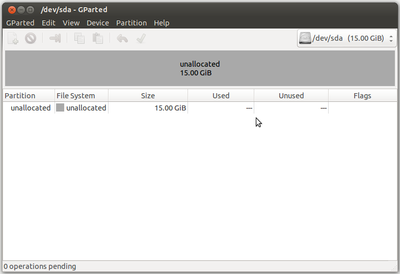 /dev/sda - GParted
GParted Edit View Device Partition Help
/dev/sda (15.00 GiB)
unallocated
15.00 GiB
Partition File System Size Used Unused Flags
unallocated unallocated 15.00 GiB --- ---
0 operations pending